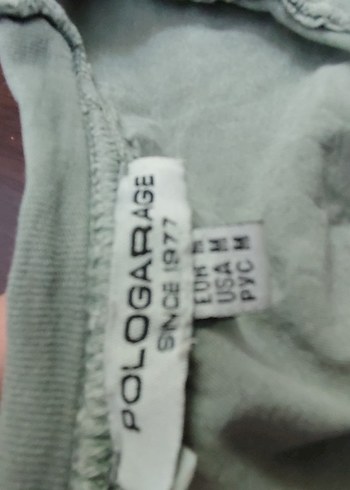 POLOGARAGE
SINCE 1977
EUR M
USA M
РУС M